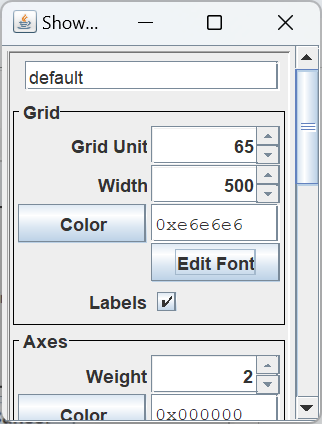 Show...
default
Grid
Grid Unit 65
Width 500
Color 0xe6e6e6
Edit Font
Labels
Axes
Weight 2
Color 0x000000